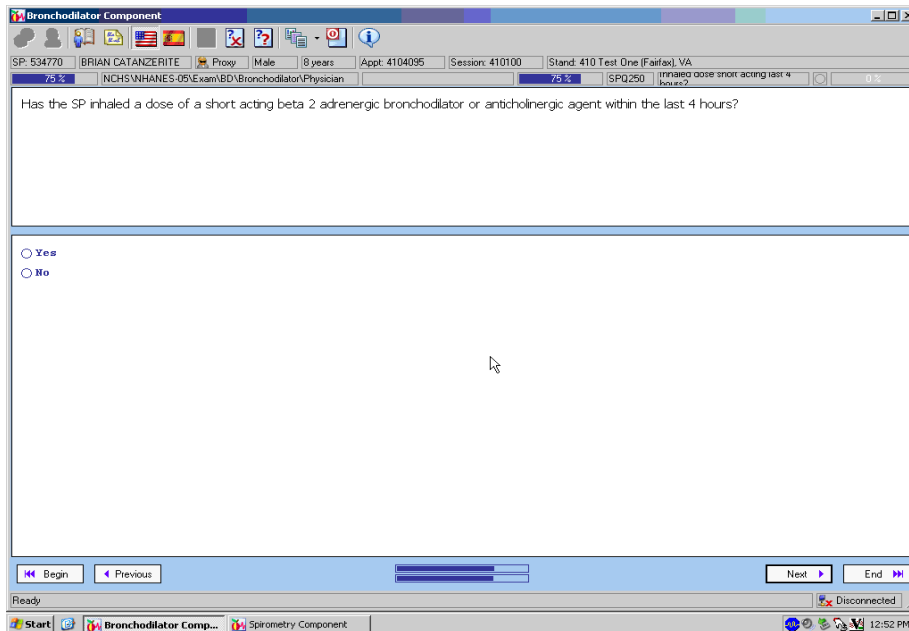 Bronchodilator Component
SP: 534770 BRIAN CATANZERITE Proxy Male 8 years Appt: 4104095 Session: 410100 Stand: 410 Test One (Fairfax), VA
75 % NCHS\NHANES-05\Exam\BD\Bronchodilator\Physician 75 % SPQ250 Inhaled dose short acting last 4 hours? 0 %
Has the SP inhaled a dose of a short acting beta 2 adrenergic bronchodilator or anticholinergic agent within the last 4 hours?
Yes
No
Begin Previous Next End
Ready Disconnected
Start Bronchodilator Comp... Spirometry Component 12:52 PM